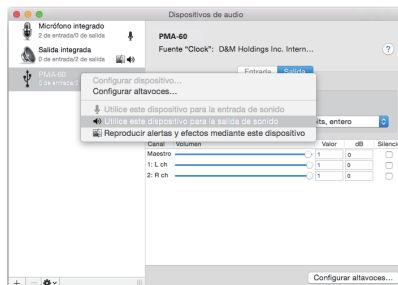 Dispositivos de audio
Micrófono integrado
2 de entrada/0 de salida
Salida integrada
0 de entrada/2 de salida
PMA-60
0 de entrada/2
PMA-60
Fuente "Clock": D&M Holdings Inc. Intern...
?
Entrada Salida
Configurar dispositivo...
Configurar altavoces...
Utilice este dispositivo para la entrada de sonido
Utilice este dispositivo para la salida de sonido
Reproducir alertas y efectos mediante este dispositivo
bits, entero
Canal Volumen Valor dB Silencio
Maestro 1 0
1: L ch 1 0
2: R ch 1 0
Configurar altavoces...